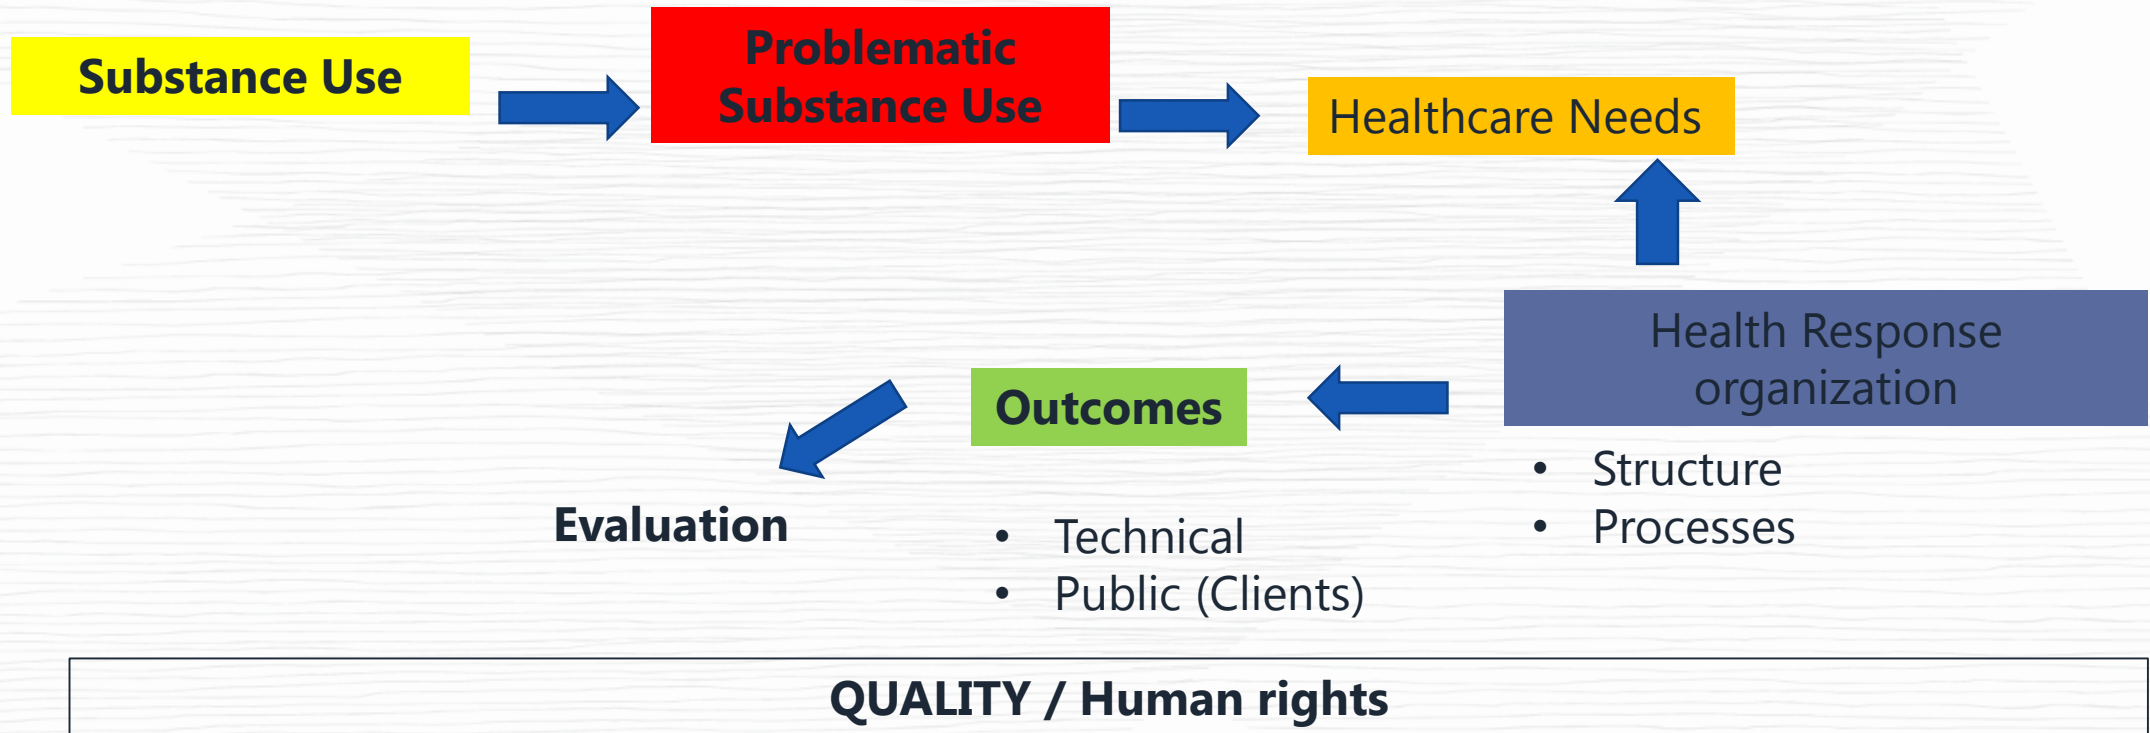 Substance Use
Problematic
Substance Use
Healthcare Needs
Health Response
organization
• Structure
• Processes
Outcomes
• Technical
• Public (Clients)
Evaluation
QUALITY / Human rights